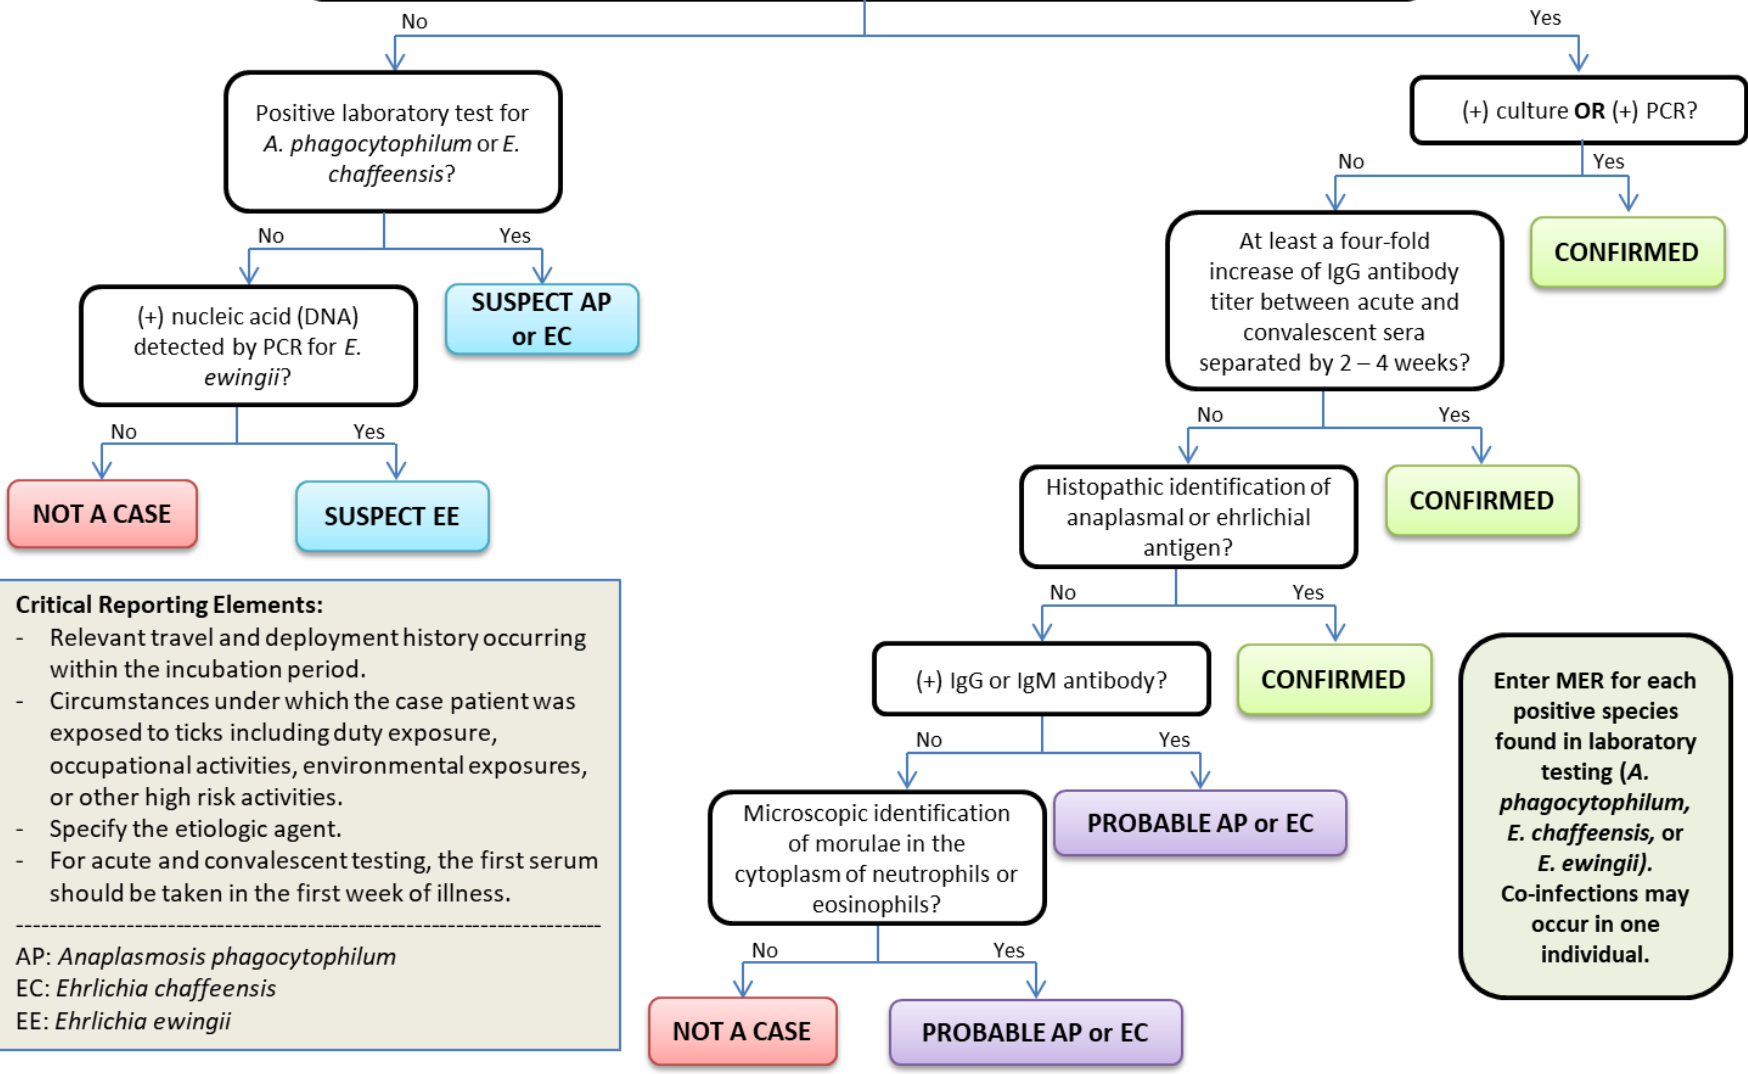 No
Yes
Positive laboratory test for
A. phagocytophilum or E.
chaffeensis?
(+) culture OR (+) PCR?
No
Yes
No
Yes
At least a four-fold
increase of IgG antibody
titer between acute and
convalescent sera
separated by 2 – 4 weeks?
CONFIRMED
SUSPECT AP
or EC
(+) nucleic acid (DNA)
detected by PCR for E.
ewingii?
No
Yes
No
Yes
NOT A CASE
SUSPECT EE
Histopathic identification of
anaplasmal or ehrlichial
antigen?
CONFIRMED
No
Yes
(+) IgG or IgM antibody?
CONFIRMED
No
Yes
Microscopic identification
of morulae in the
cytoplasm of neutrophils or
eosinophils?
PROBABLE AP or EC
No
Yes
NOT A CASE
PROBABLE AP or EC
Critical Reporting Elements:
- Relevant travel and deployment history occurring
within the incubation period.
- Circumstances under which the case patient was
exposed to ticks including duty exposure,
occupational activities, environmental exposures,
or other high risk activities.
- Specify the etiologic agent.
- For acute and convalescent testing, the first serum
should be taken in the first week of illness.
----------------------------------------------------------------------
AP: Anaplasmosis phagocytophilum
EC: Ehrlichia chaffeensis
EE: Ehrlichia ewingii
Enter MER for each
positive species
found in laboratory
testing (A.
phagocytophilum,
E. chaffeensis, or
E. ewingii).
Co-infections may
occur in one
individual.